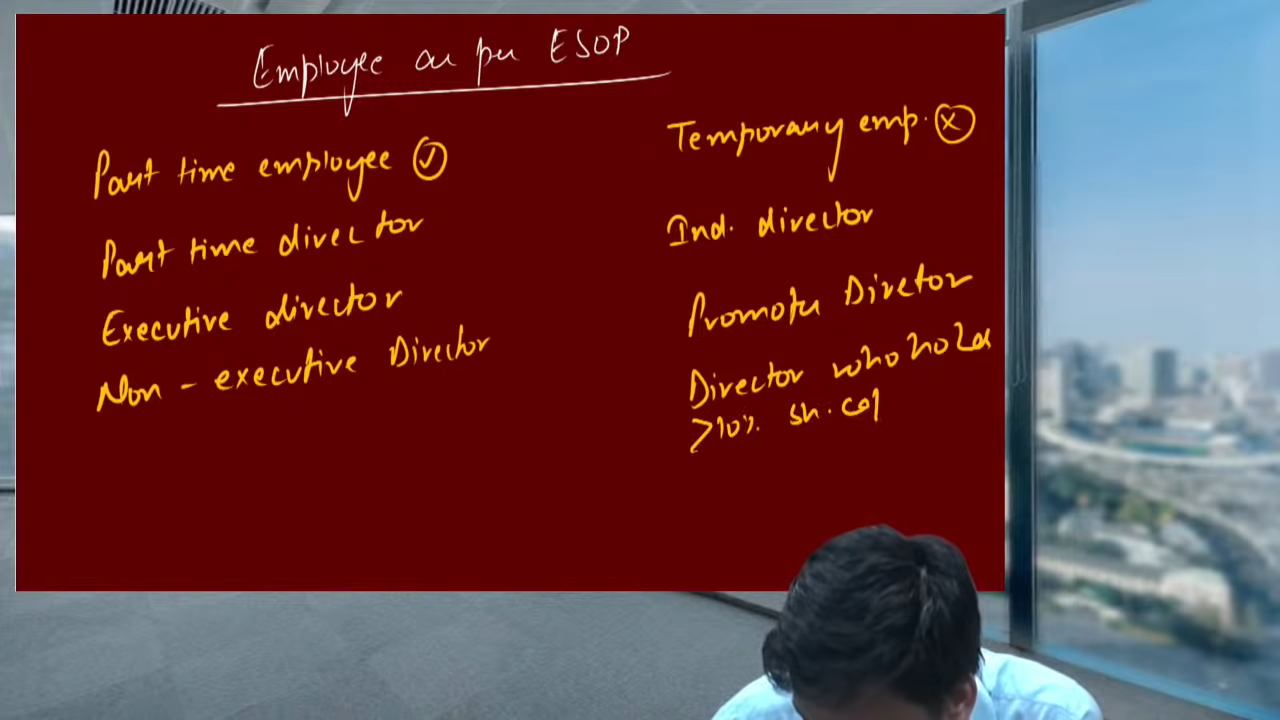 Employee as per ESOP
Part time employee ✓
Part time director
Executive director
Non - executive Director
Temporary emp. ×
Ind. director
Promoter Diretor
Director who holds
>10% sh. cap